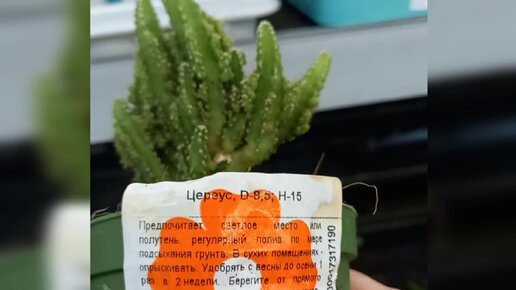 Цереус, D-8,5; H-15
Предпочитает светлое место или
полутень, регулярный полив по мере
подсыхания грунта. В сухих помещениях -
опрыскивать. Удобрять с весны до осени 1
раз в 2 недели. Берегите от прямого